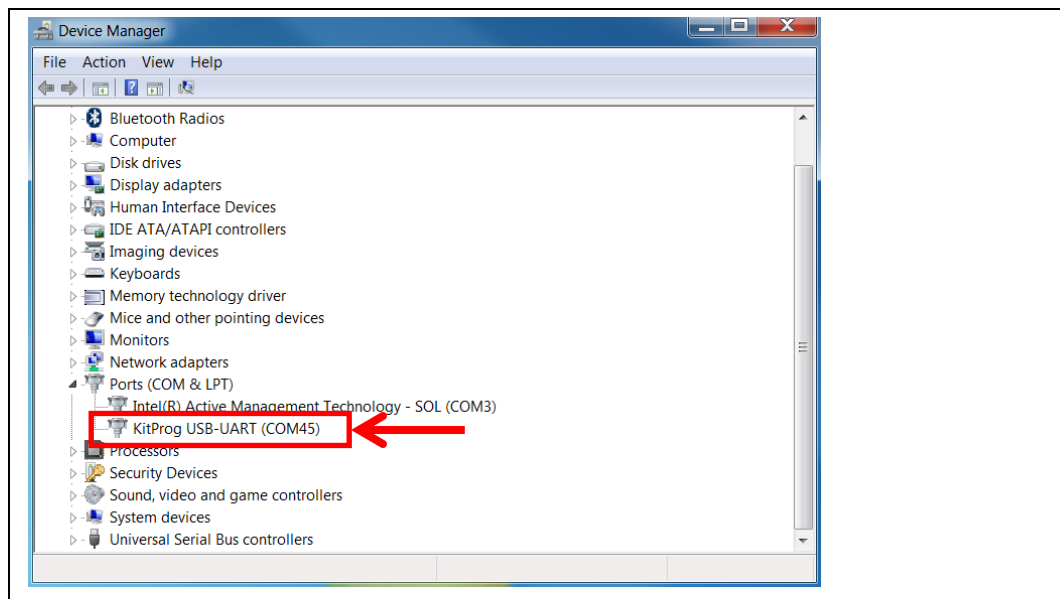 Device Manager
File Action View Help
Bluetooth Radios
Computer
Disk drives
Display adapters
Human Interface Devices
IDE ATA/ATAPI controllers
Imaging devices
Keyboards
Memory technology driver
Mice and other pointing devices
Monitors
Network adapters
Ports (COM & LPT)
Intel(R) Active Management Technology - SOL (COM3)
KitProg USB-UART (COM45)
Processors
Security Devices
Sound, video and game controllers
System devices
Universal Serial Bus controllers